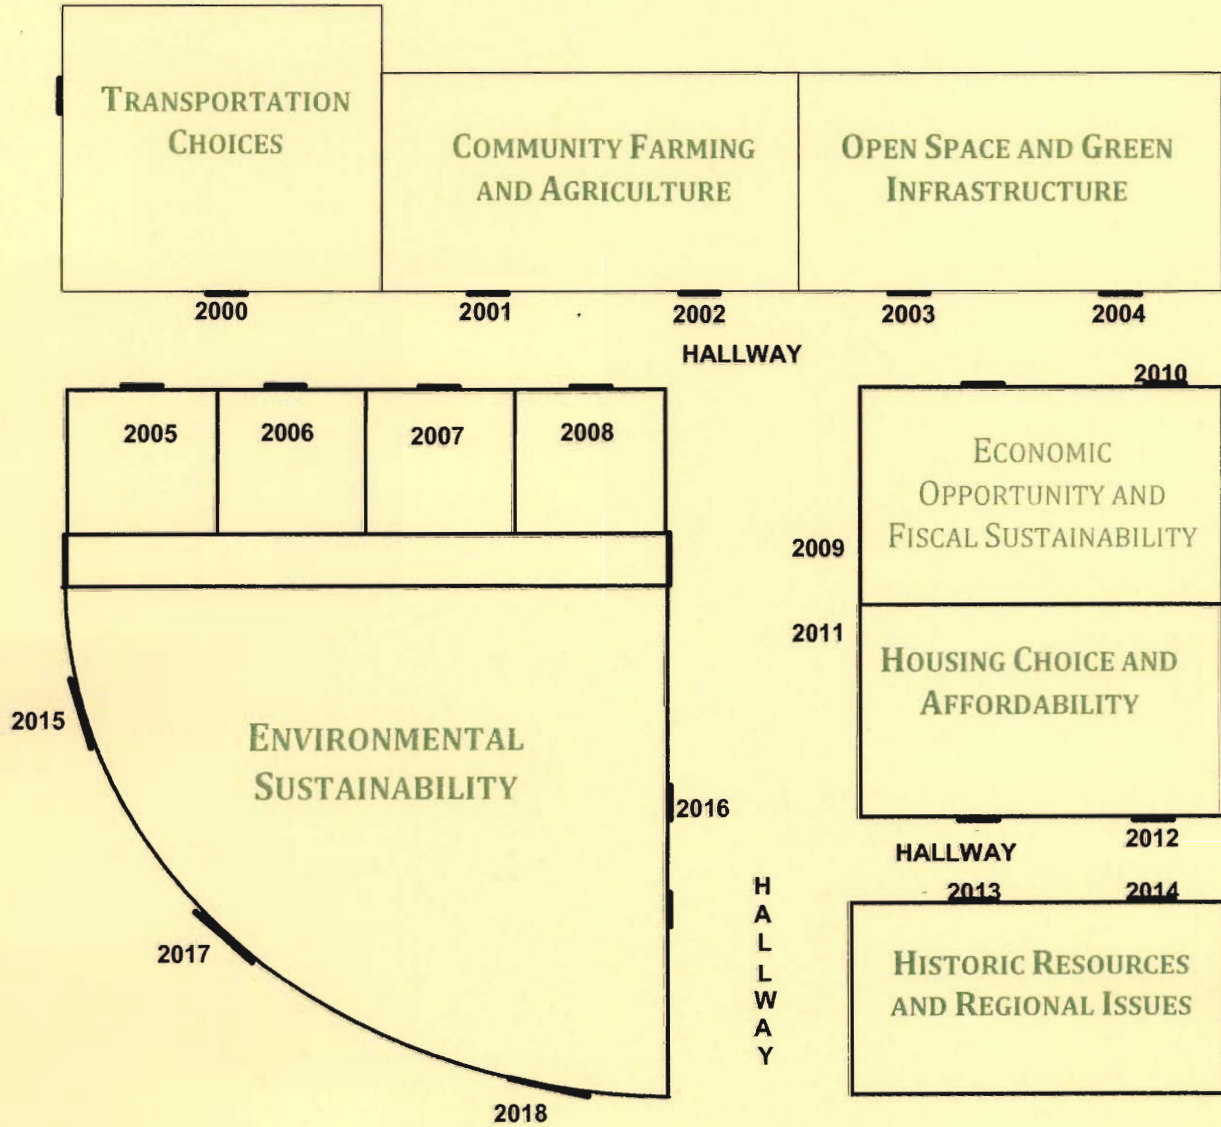 TRANSPORTATION
CHOICES
COMMUNITY FARMING
AND AGRICULTURE
OPEN SPACE AND GREEN
INFRASTRUCTURE
2000
2001
2002
2003
2004
HALLWAY
2005
2006
2007
2008
2010
ECONOMIC
OPPORTUNITY AND
FISCAL SUSTAINABILITY
2009
2011
HOUSING CHOICE AND
AFFORDABILITY
2015
ENVIRONMENTAL
SUSTAINABILITY
2016
2012
HALLWAY
2013
2014
HALLWAY
2017
HISTORIC RESOURCES
AND REGIONAL ISSUES
2018